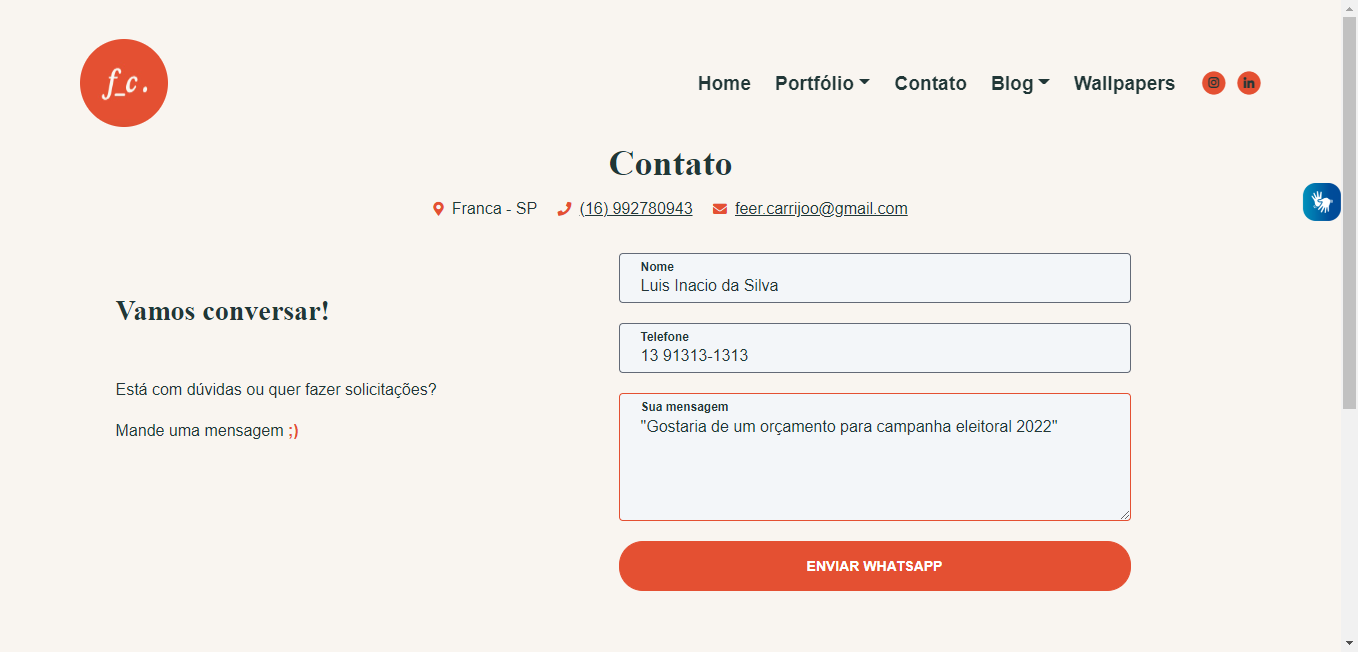 f_c.
Home Portfólio Contato Blog Wallpapers
Contato
Franca - SP (16) 992780943 feer.carrijoo@gmail.com
Vamos conversar!
Está com dúvidas ou quer fazer solicitações?
Mande uma mensagem ;)
Nome
Luis Inacio da Silva
Telefone
13 91313-1313
Sua mensagem
"Gostaria de um orçamento para campanha eleitoral 2022"
ENVIAR WHATSAPP